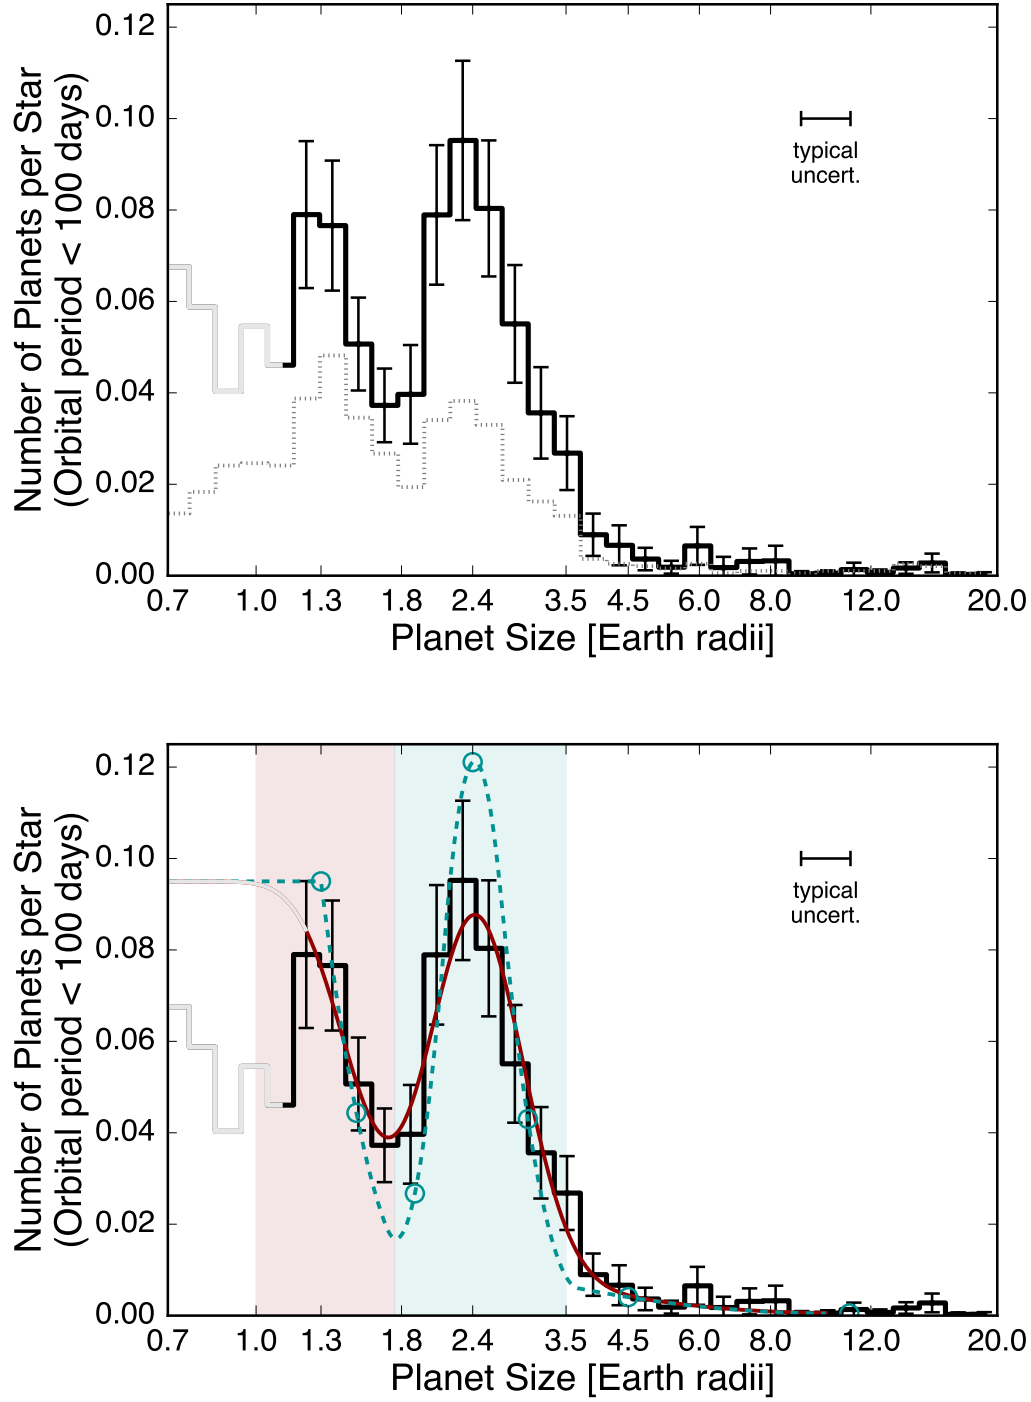 0.12
0.10
0.08
0.06
0.04
0.02
0.00
Number of Planets per Star
(Orbital period < 100 days)
typical
uncert.
0.7 1.0 1.3 1.8 2.4 3.5 4.5 6.0 8.0 12.0 20.0
Planet Size [Earth radii]
0.12
0.10
0.08
0.06
0.04
0.02
0.00
Number of Planets per Star
(Orbital period < 100 days)
typical
uncert.
0.7 1.0 1.3 1.8 2.4 3.5 4.5 6.0 8.0 12.0 20.0
Planet Size [Earth radii]